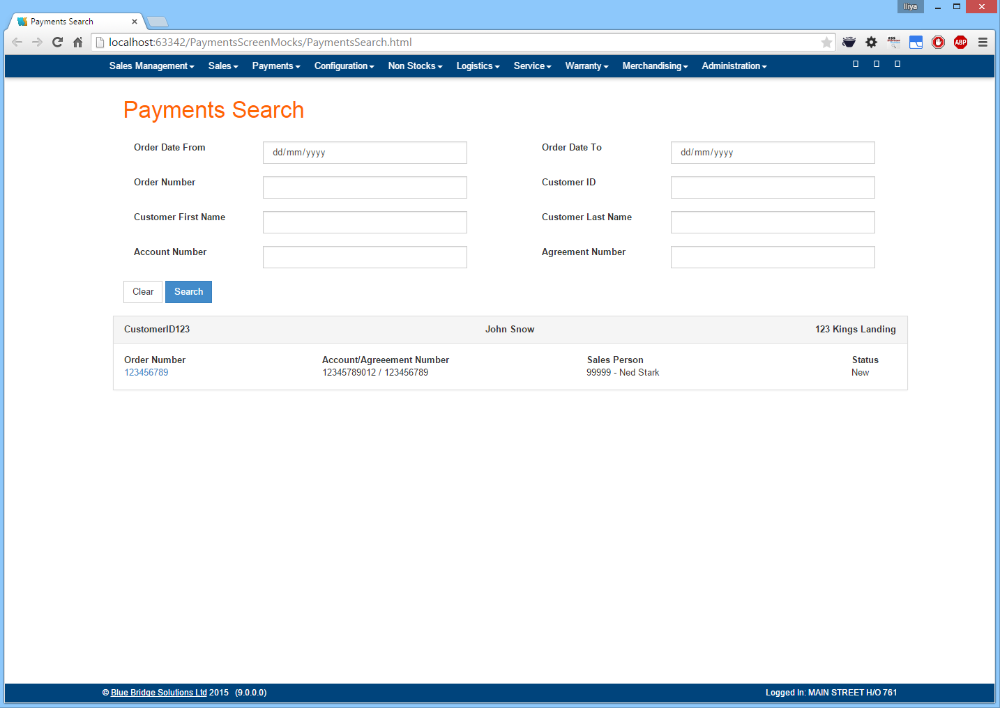 Iliya
Payments Search
localhost:63342/PaymentsScreenMocks/PaymentsSearch.html
ABP
Sales Management Sales Payments Configuration Non Stocks Logistics Service Warranty Merchandising Administration
Payments Search
Order Date From dd/mm/yyyy Order Date To dd/mm/yyyy
Order Number Customer ID
Customer First Name Customer Last Name
Account Number Agreement Number
Clear Search
CustomerID123 John Snow 123 Kings Landing
Order Number Account/Agreeement Number Sales Person Status
123456789 12345789012 / 123456789 99999 - Ned Stark New
© Blue Bridge Solutions Ltd 2015 (9.0.0.0) Logged In: MAIN STREET H/O 761